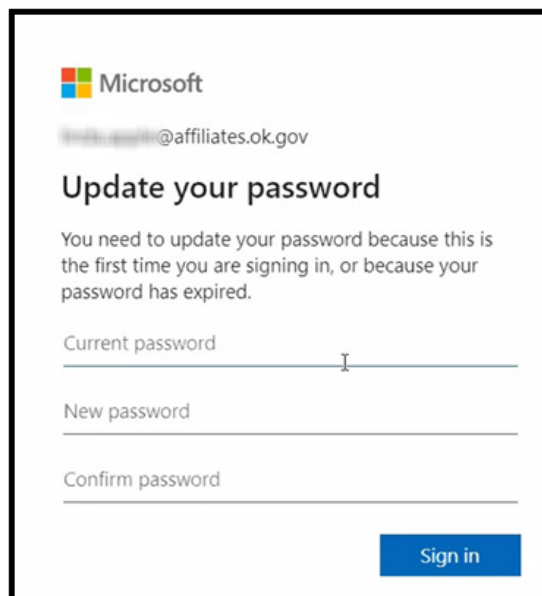 Microsoft
@affiliates.ok.gov
Update your password
You need to update your password because this is
the first time you are signing in, or because your
password has expired.
Current password
New password
Confirm password
Sign in